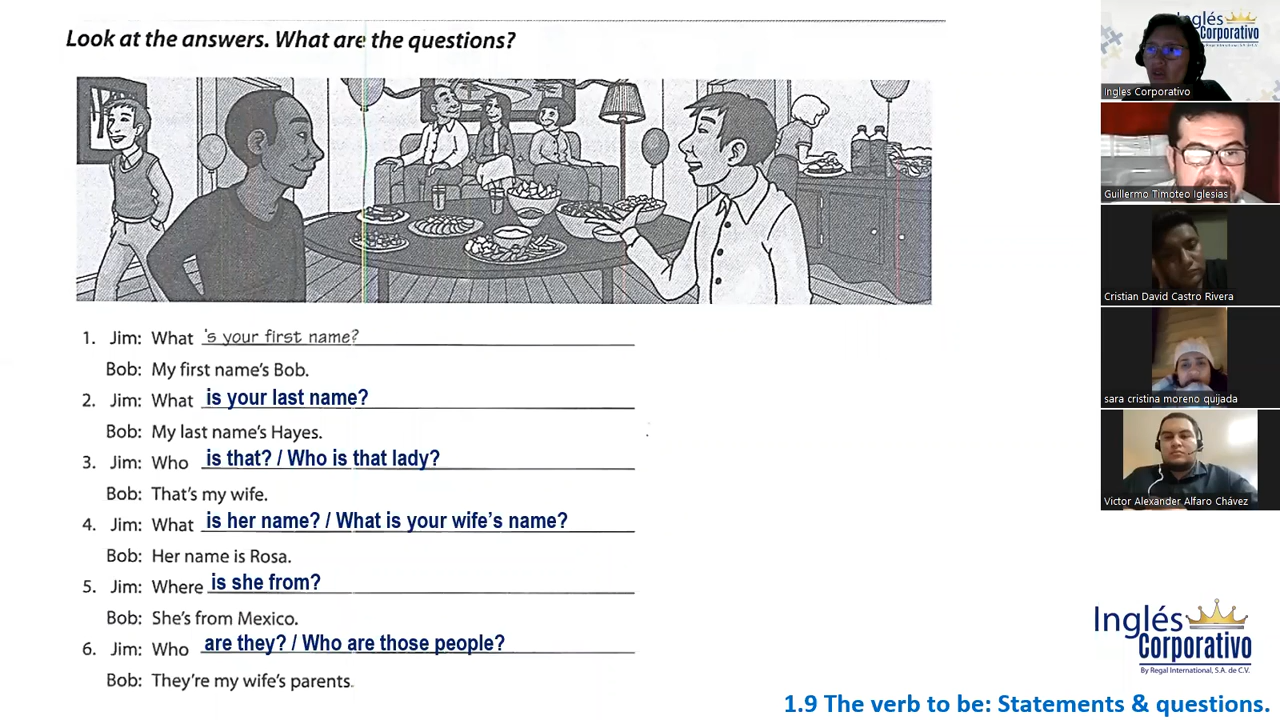 Look at the answers. What are the questions?
1. Jim: What 's your first name?
Bob: My first name's Bob.
2. Jim: What is your last name?
Bob: My last name's Hayes.
3. Jim: Who is that? / Who is that lady?
Bob: That's my wife.
4. Jim: What is her name? / What is your wife's name?
Bob: Her name is Rosa.
5. Jim: Where is she from?
Bob: She's from Mexico.
6. Jim: Who are they? / Who are those people?
Bob: They're my wife's parents.
Inglés
Corporativo
Ingles Corporativo
Guillermo Timoteo Iglesias
Cristian David Castro Rivera
sara cristina moreno quijada
Victor Alexander Alfaro Chávez
Inglés
Corporativo
By Regal International, S.A. de C.V.
1.9 The verb to be: Statements & questions.